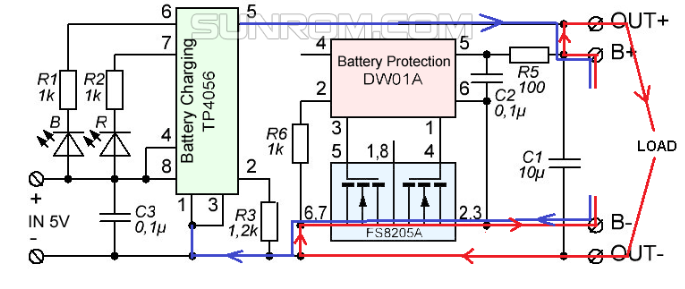 SUNROM.COM
6
5
OUT+
B+
7
Battery Charging
TP4056
4
Battery Protection
DW01A
5
R5
100
R1
1k
R2
1k
2
6
C2
0,1µ
B
R
3
1
R6
1k
4
5
1,8
4
C1
10µ
LOAD
8
2
+
IN 5V
-
C3
0,1µ
1
3
R3
1,2k
6,7
2,3
FS8205A
B-
OUT-